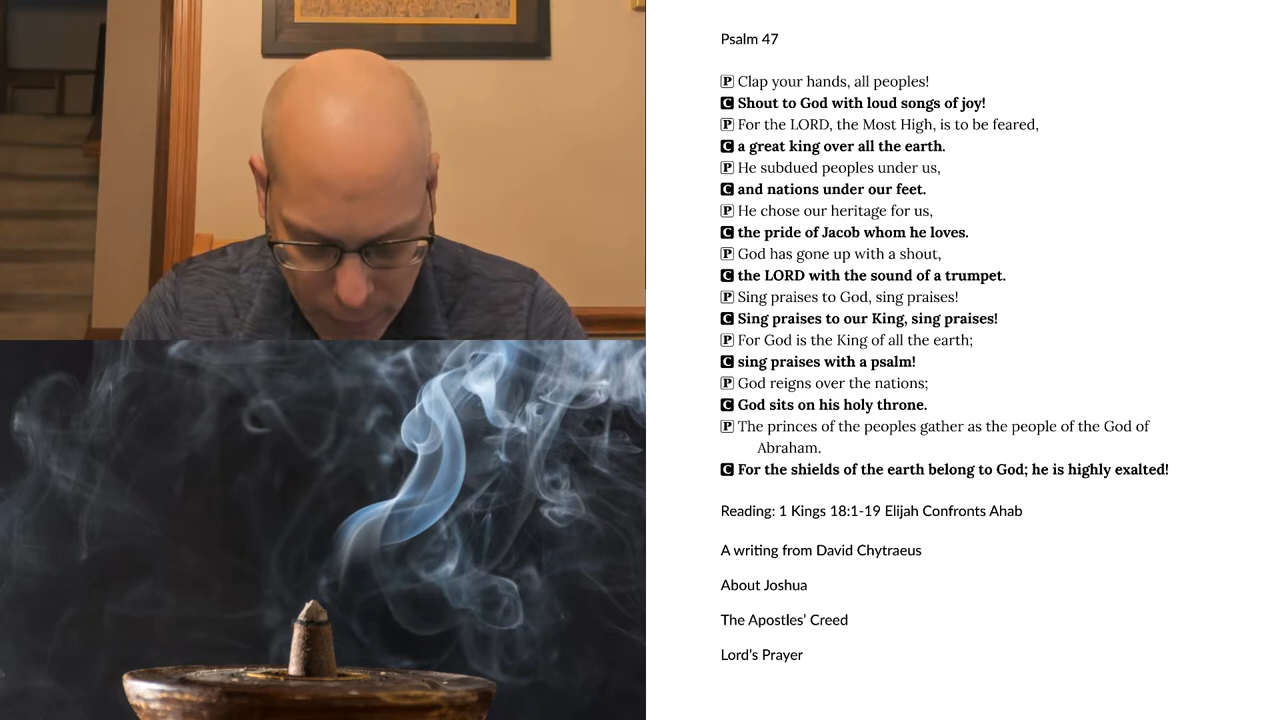 Psalm 47
P Clap your hands, all peoples!
C Shout to God with loud songs of joy!
P For the LORD, the Most High, is to be feared,
C a great king over all the earth.
P He subdued peoples under us,
C and nations under our feet.
P He chose our heritage for us,
C the pride of Jacob whom he loves.
P God has gone up with a shout,
C the LORD with the sound of a trumpet.
P Sing praises to God, sing praises!
C Sing praises to our King, sing praises!
P For God is the King of all the earth;
C sing praises with a psalm!
P God reigns over the nations;
C God sits on his holy throne.
P The princes of the peoples gather as the people of the God of
Abraham.
C For the shields of the earth belong to God; he is highly exalted!
Reading: 1 Kings 18:1-19 Elijah Confronts Ahab
A writing from David Chytraeus
About Joshua
The Apostles’ Creed
Lord’s Prayer